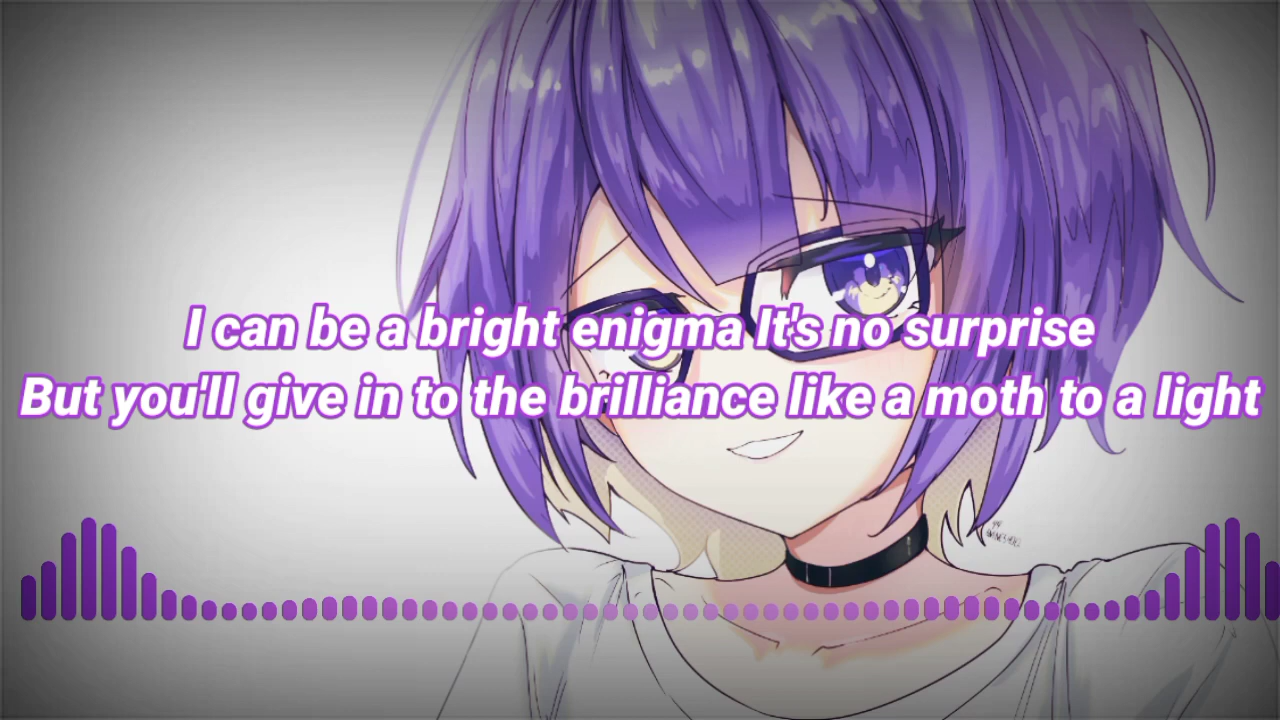 I can be a bright enigma It's no surprise
But you'll give in to the brilliance like a moth to a light